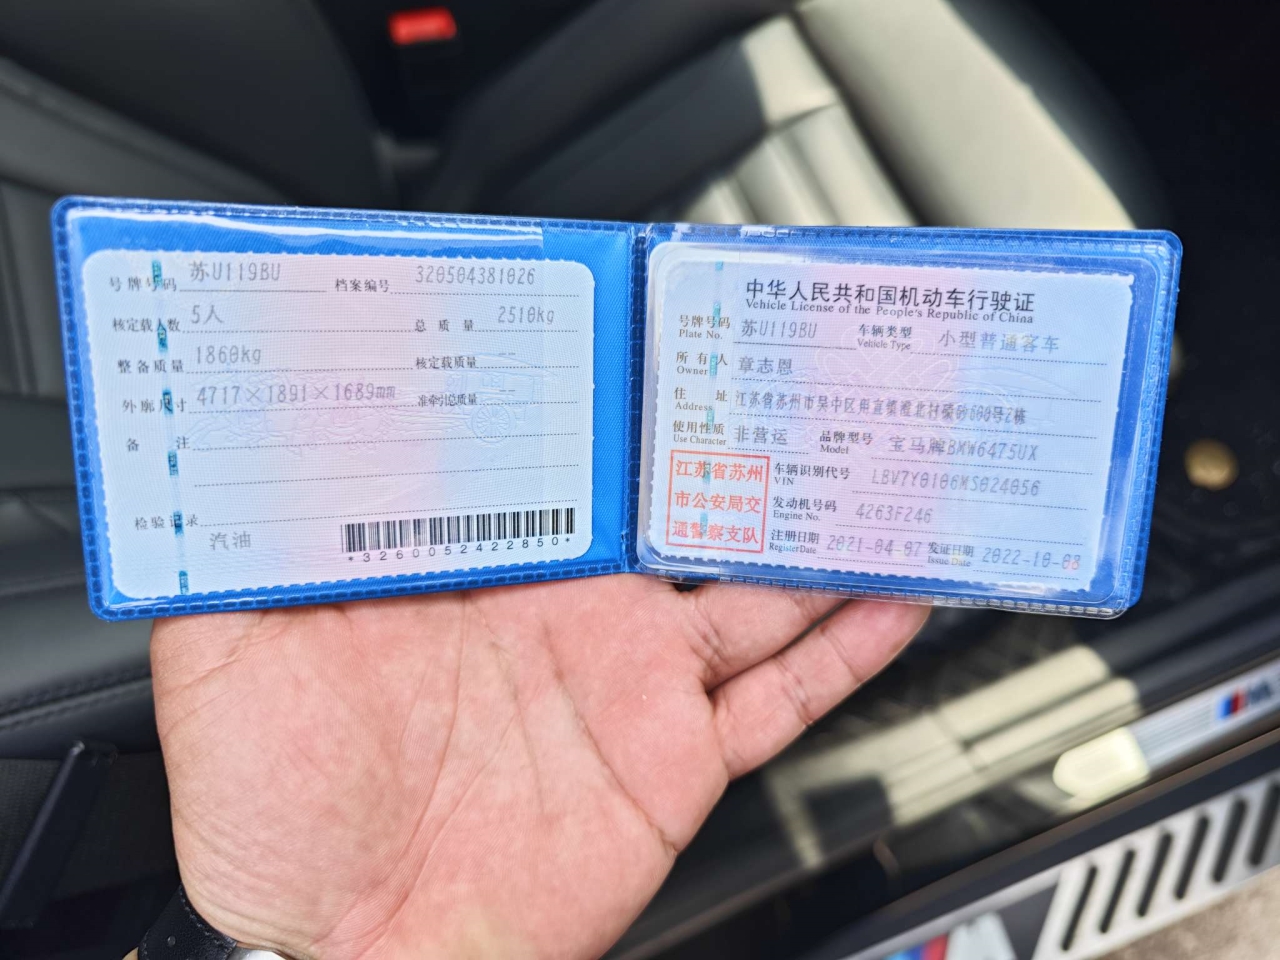 号牌号码 苏U119BU 档案编号 320504381026
核定载人数 5人 总质量 2510kg
整备质量 1860kg 核定载质量 --
外廓尺寸 4717×1891×1689mm 准牵引总质量 --
备注
检验记录
汽油
*3260052422850*
中华人民共和国机动车行驶证
Vehicle License of the People's Republic of China
号牌号码 苏U119BU 车辆类型 小型普通客车
Plate No. Vehicle Type
所有人 章志恩
Owner
住址 江苏省苏州市吴中区甪直镇澄北村
Address
使用性质 非营运 品牌型号 宝马牌BMW6475UX
Use Character Model
江苏省苏州
市公安局交
通警察支队
车辆识别代号 LBV7Y0106MS024056
VIN
发动机号码 4263F246
Engine No.
注册日期 2021-04-07 发证日期 2022-10-08
Register Date Issue Date